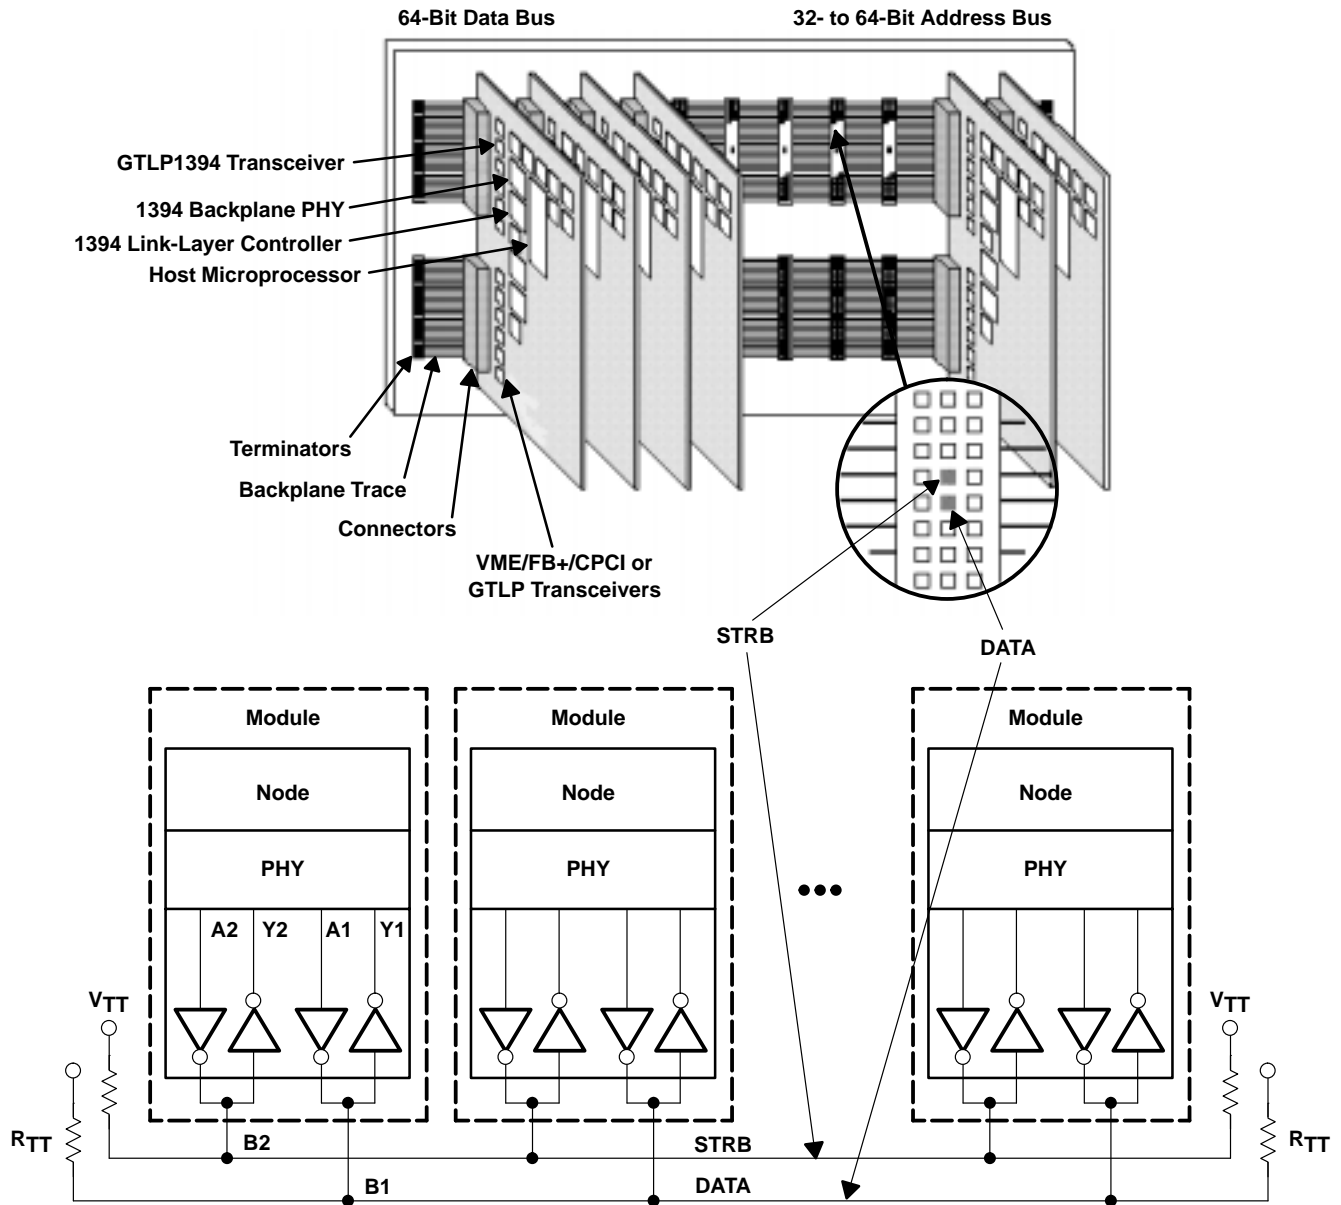 64-Bit Data Bus
32- to 64-Bit Address Bus
GTLP1394 Transceiver
1394 Backplane PHY
1394 Link-Layer Controller
Host Microprocessor
Terminators
Backplane Trace
Connectors
VME/FB+/CPCI or
GTLP Transceivers
STRB
DATA
Module
Module
Module
Node
Node
Node
PHY
PHY
PHY
A2
Y2
A1
Y1
VTT
VTT
RTT
RTT
B2
STRB
B1
DATA